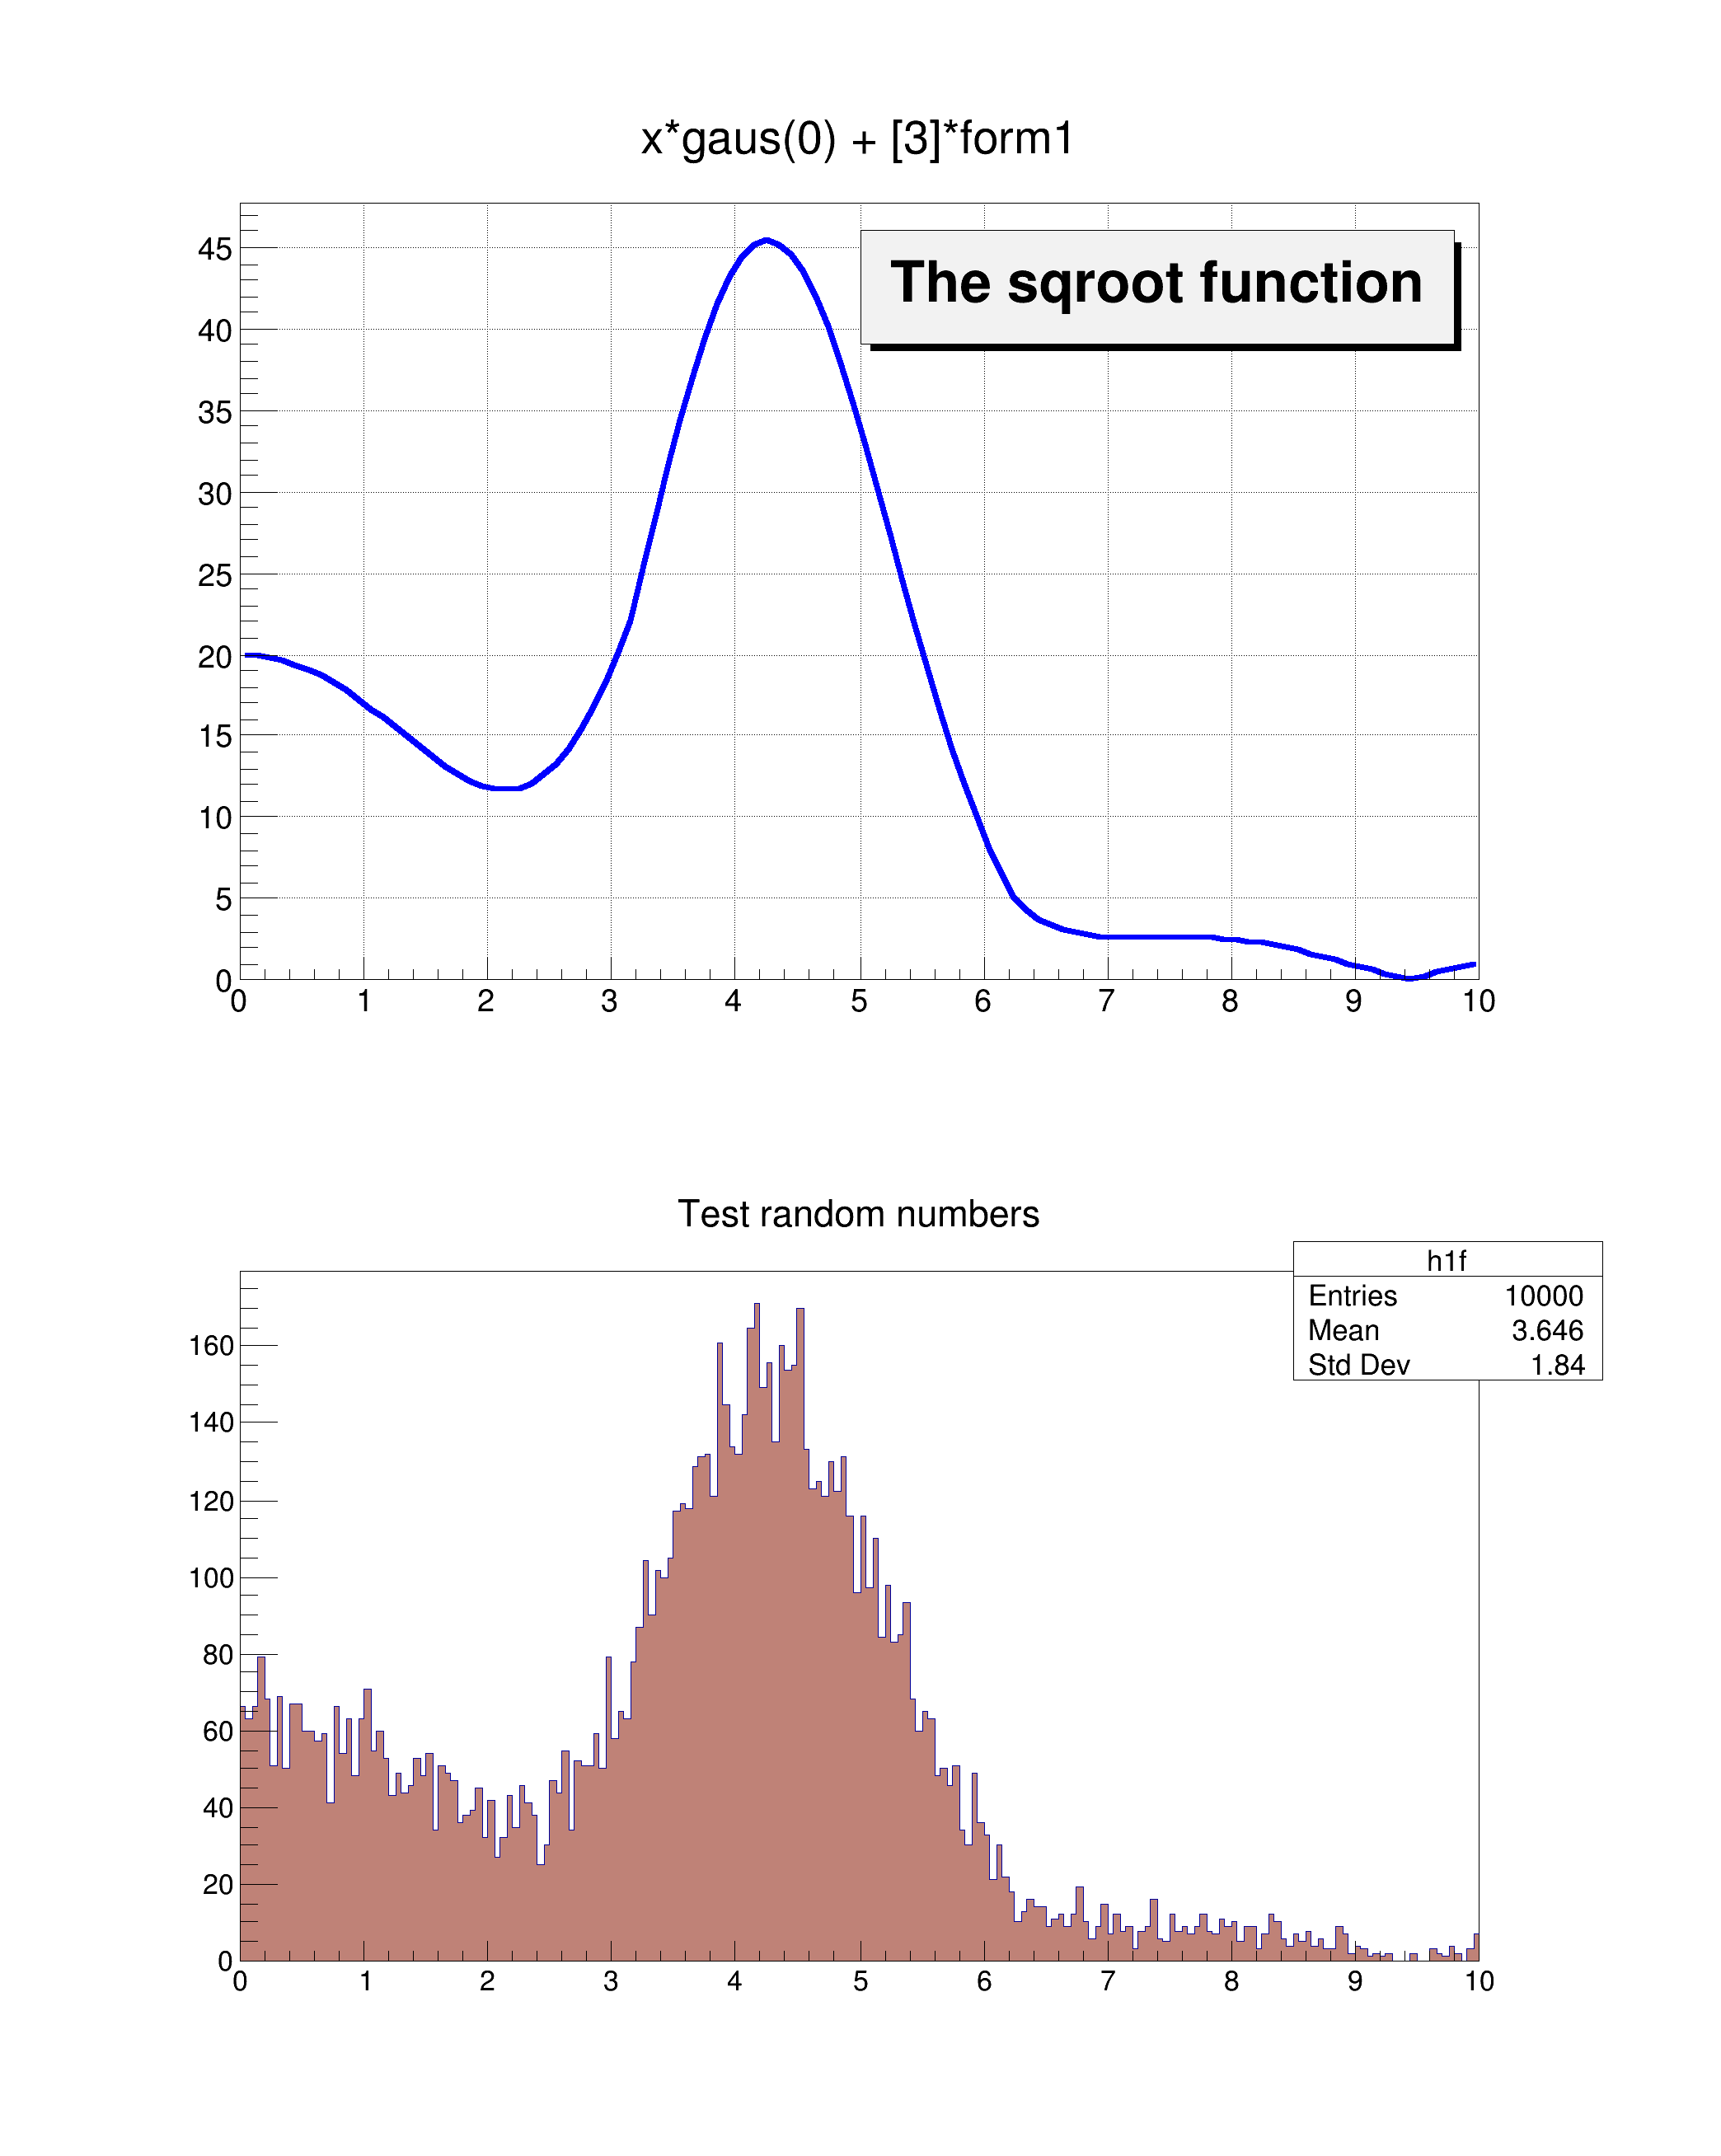 x*gaus(0) + [3]*form1
The sqroot function
45
40
35
30
25
20
15
10
5
0
0 1 2 3 4 5 6 7 8 9 10
Test random numbers
h1f
Entries 10000
Mean 3.646
Std Dev 1.84
160
140
120
100
80
60
40
20
0
0 1 2 3 4 5 6 7 8 9 10